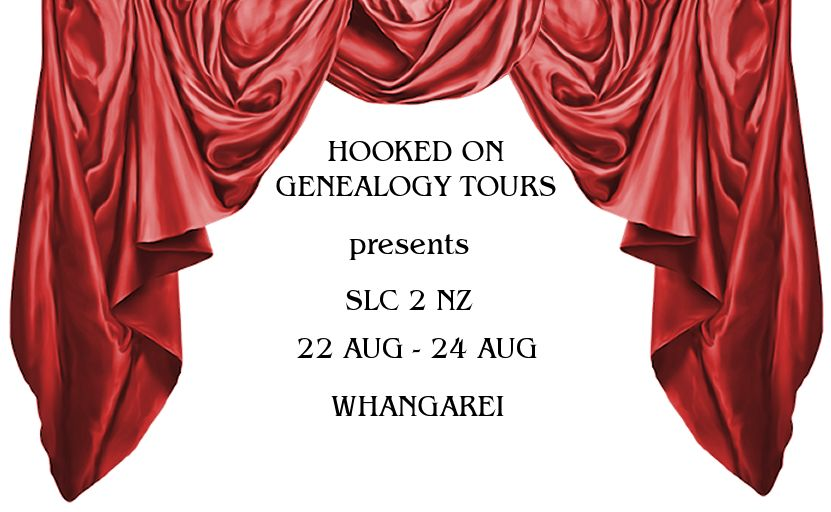 HOOKED ON
GENEALOGY TOURS
presents
SLC 2 NZ
22 AUG - 24 AUG
WHANGAREI